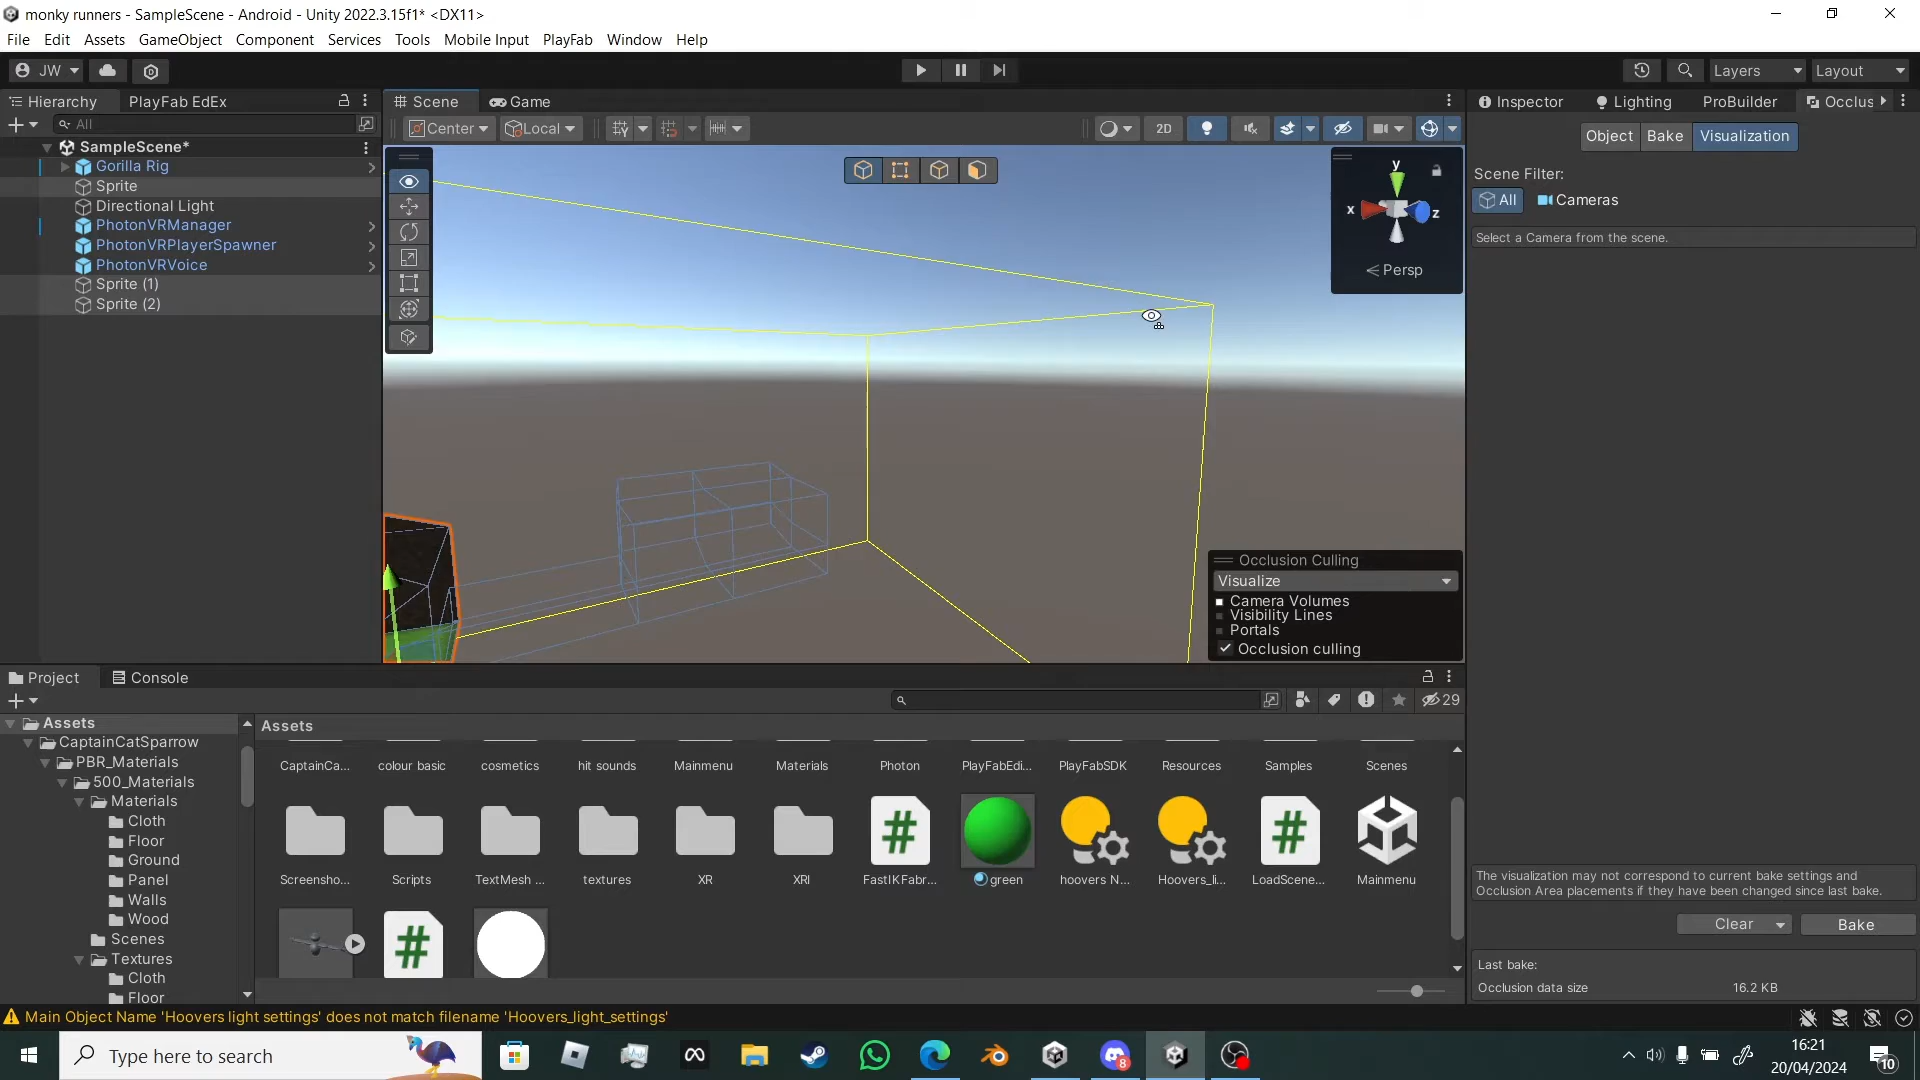 monky runners - SampleScene - Android - Unity 2022.3.15f1* <DX11>
File Edit Assets GameObject Component Services Tools Mobile Input PlayFab Window Help
JW
Layers Layout
Hierarchy PlayFab EdEx
Scene Game
Inspector Lighting ProBuilder Occlus
All
Center Local 2D
Object Bake Visualization
SampleScene*
Gorilla Rig
Sprite
Directional Light
PhotonVRManager
PhotonVRPlayerSpawner
PhotonVRVoice
Sprite (1)
Sprite (2)
y
x z
Persp
Scene Filter:
All Cameras
Select a Camera from the scene.
Occlusion Culling
Visualize
Camera Volumes
Visibility Lines
Portals
Occlusion culling
Project Console
29
Assets
CaptainCatSparrow
PBR_Materials
500_Materials
Materials
Cloth
Floor
Ground
Panel
Walls
Wood
Scenes
Textures
Cloth
Floor
Assets
CaptainCa... colour basic cosmetics hit sounds Mainmenu Materials Photon PlayFabEdi... PlayFabSDK Resources Samples Scenes
Screensho... Scripts TextMesh ... textures XR XRI FastIKFabr... green hoovers N... Hoovers_li... LoadScene... Mainmenu
The visualization may not correspond to current bake settings and
Occlusion Area placements if they have been changed since last bake.
Clear Bake
Last bake:
Occlusion data size 16.2 KB
Main Object Name 'Hoovers light settings' does not match filename 'Hoovers_light_settings'
Type here to search
8
16:21
20/04/2024
10